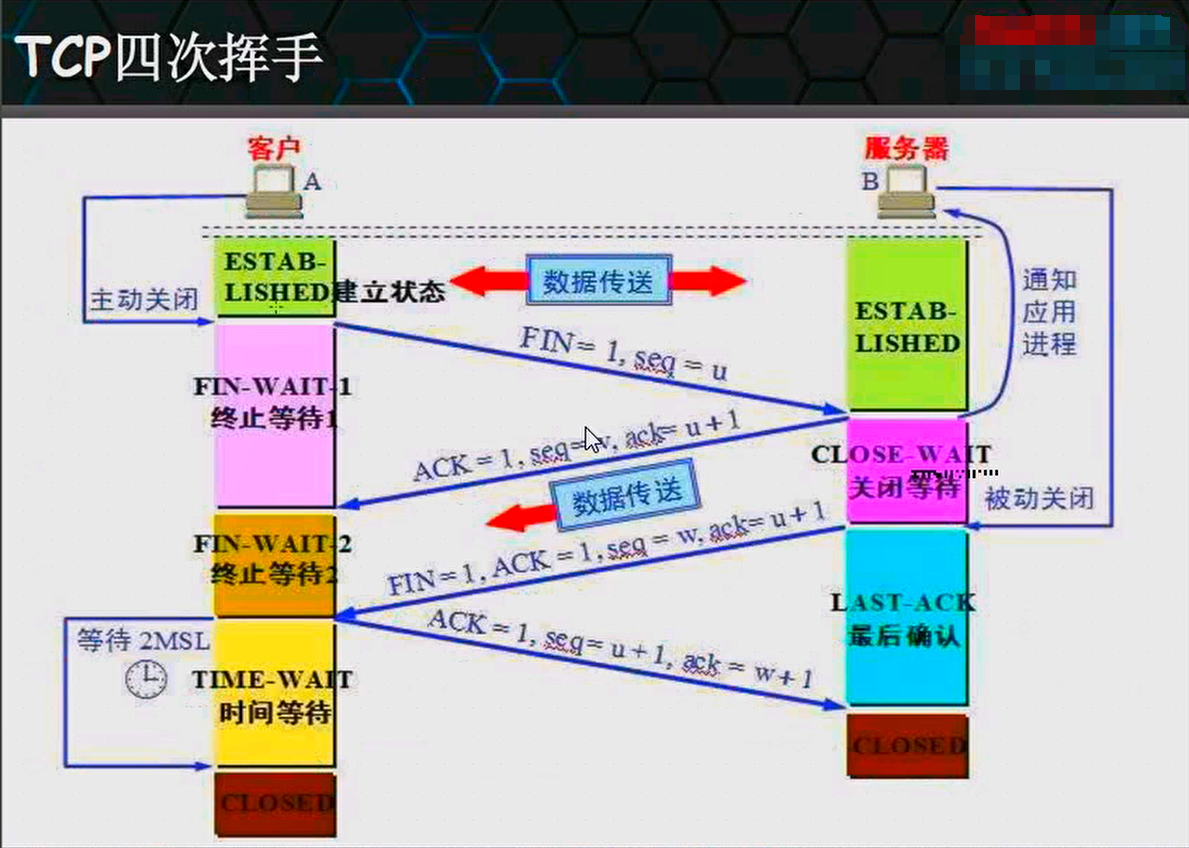 TCP四次挥手
客户
A
服务器
B
ESTAB-
LISHED建立状态
主动关闭
数据传送
ESTAB-
LISHED
通知
应用
进程
FIN = 1, seq = u
FIN-WAIT-1
终止等待1
ACK = 1, seq= v, ack= u + 1
CLOSE-WAIT
关闭等待
被动关闭
数据传送
FIN-WAIT-2
终止等待2
FIN = 1, ACK = 1, seq = w, ack= u + 1
LAST-ACK
最后确认
等待 2MSL
ACK = 1, seq= u + 1, ack = w + 1
TIME-WAIT
时间等待
CLOSED
CLOSED